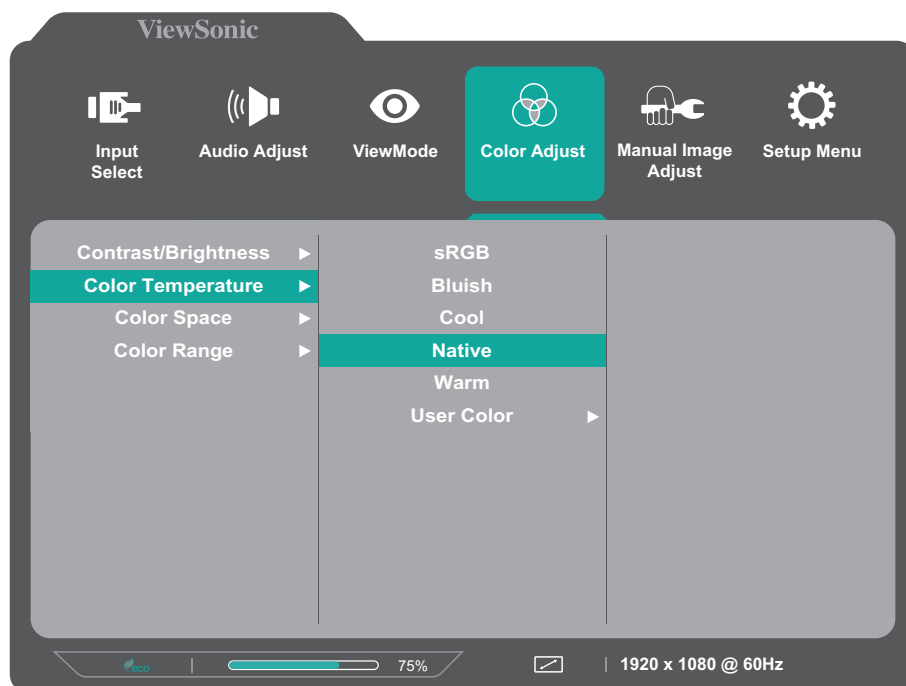 ViewSonic
Input
Select
Audio Adjust
ViewMode
Color Adjust
Manual Image
Adjust
Setup Menu
Contrast/Brightness
Color Temperature
Color Space
Color Range
sRGB
Bluish
Cool
Native
Warm
User Color
eco
75%
1920 x 1080 @ 60Hz